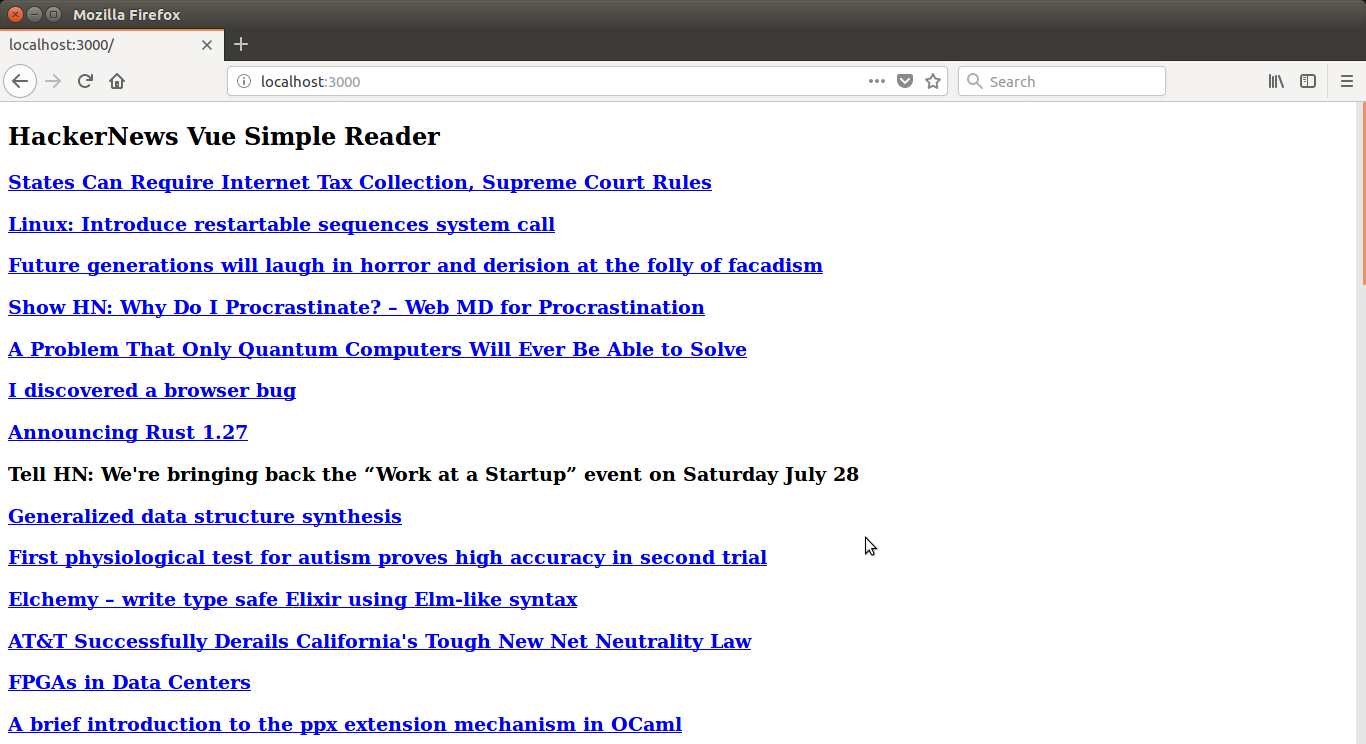 Mozilla Firefox
localhost:3000/
localhost:3000
Search
HackerNews Vue Simple Reader
States Can Require Internet Tax Collection, Supreme Court Rules
Linux: Introduce restartable sequences system call
Future generations will laugh in horror and derision at the folly of facadism
Show HN: Why Do I Procrastinate? – Web MD for Procrastination
A Problem That Only Quantum Computers Will Ever Be Able to Solve
I discovered a browser bug
Announcing Rust 1.27
Tell HN: We're bringing back the “Work at a Startup” event on Saturday July 28
Generalized data structure synthesis
First physiological test for autism proves high accuracy in second trial
Elchemy – write type safe Elixir using Elm-like syntax
AT&T Successfully Derails California's Tough New Net Neutrality Law
FPGAs in Data Centers
A brief introduction to the ppx extension mechanism in OCaml